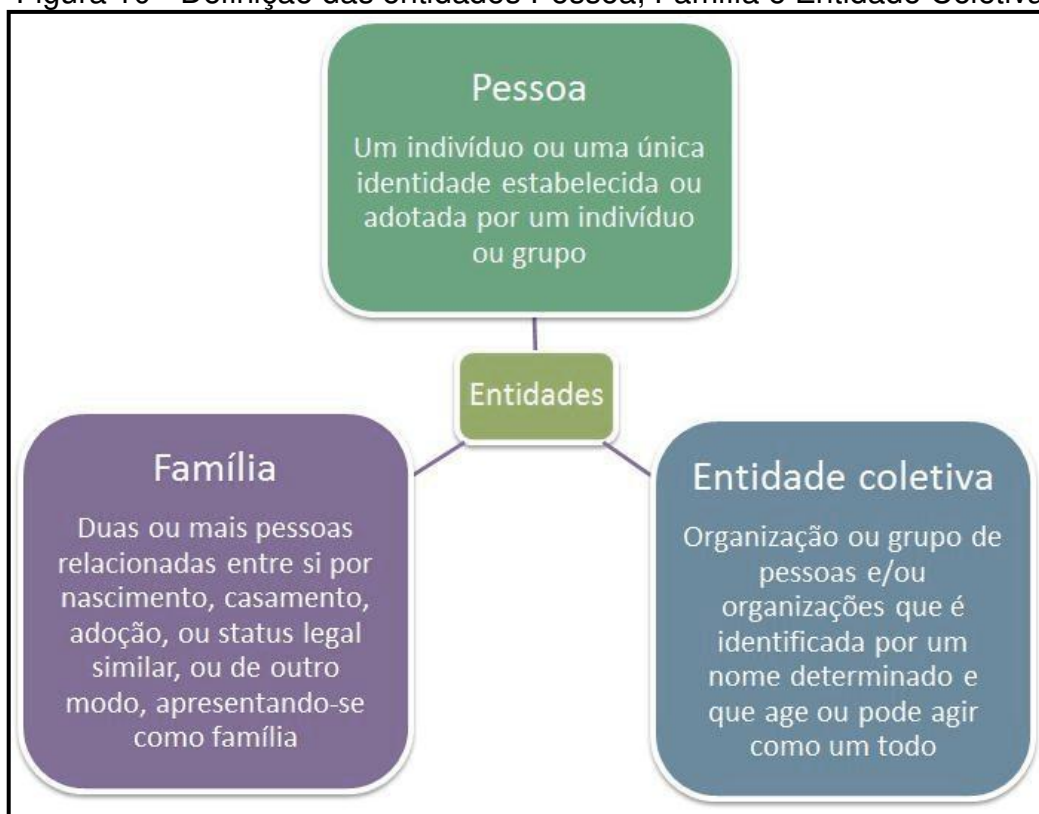 Figura 10 - Definição das entidades Pessoa, Família e Entidade Coletiva
Pessoa
Um indivíduo ou uma única
identidade estabelecida ou
adotada por um indivíduo
ou grupo
Entidades
Família
Duas ou mais pessoas
relacionadas entre si por
nascimento, casamento,
adoção, ou status legal
similar, ou de outro
modo, apresentando-se
como família
Entidade coletiva
Organização ou grupo de
pessoas e/ou
organizações que é
identificada por um
nome determinado e
que age ou pode agir
como um todo